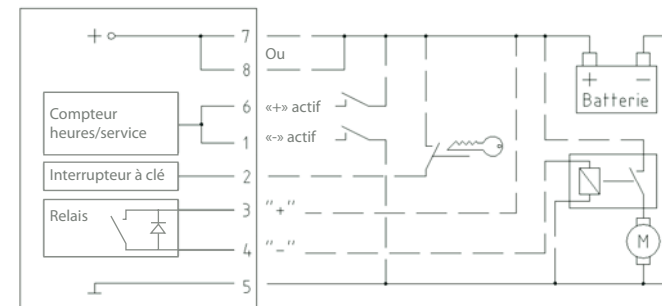 +
7
Ou
8
Compteur
heures/service
6 «+» actif
1 «-» actif
Interrupteur à clé
2
Relais
3 "+"
4 "-"
5
+ -
Batterie
M